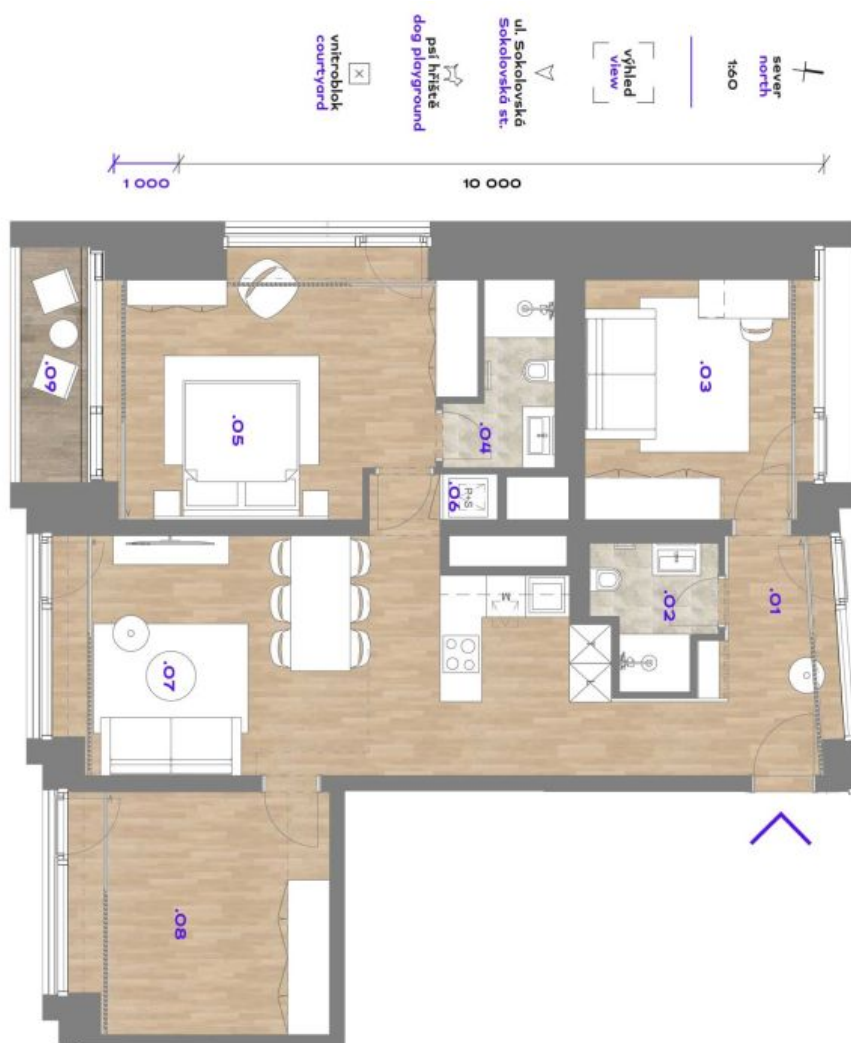 sever
north
1:60
výhled
view
ul. Sokolovská
Sokolovská st.
psí hřiště
dog playground
vnitroblok
courtyard
1 000
10 000
.09
.05
.04
.03
.06
P+S
.02
.01
M
.07
.08